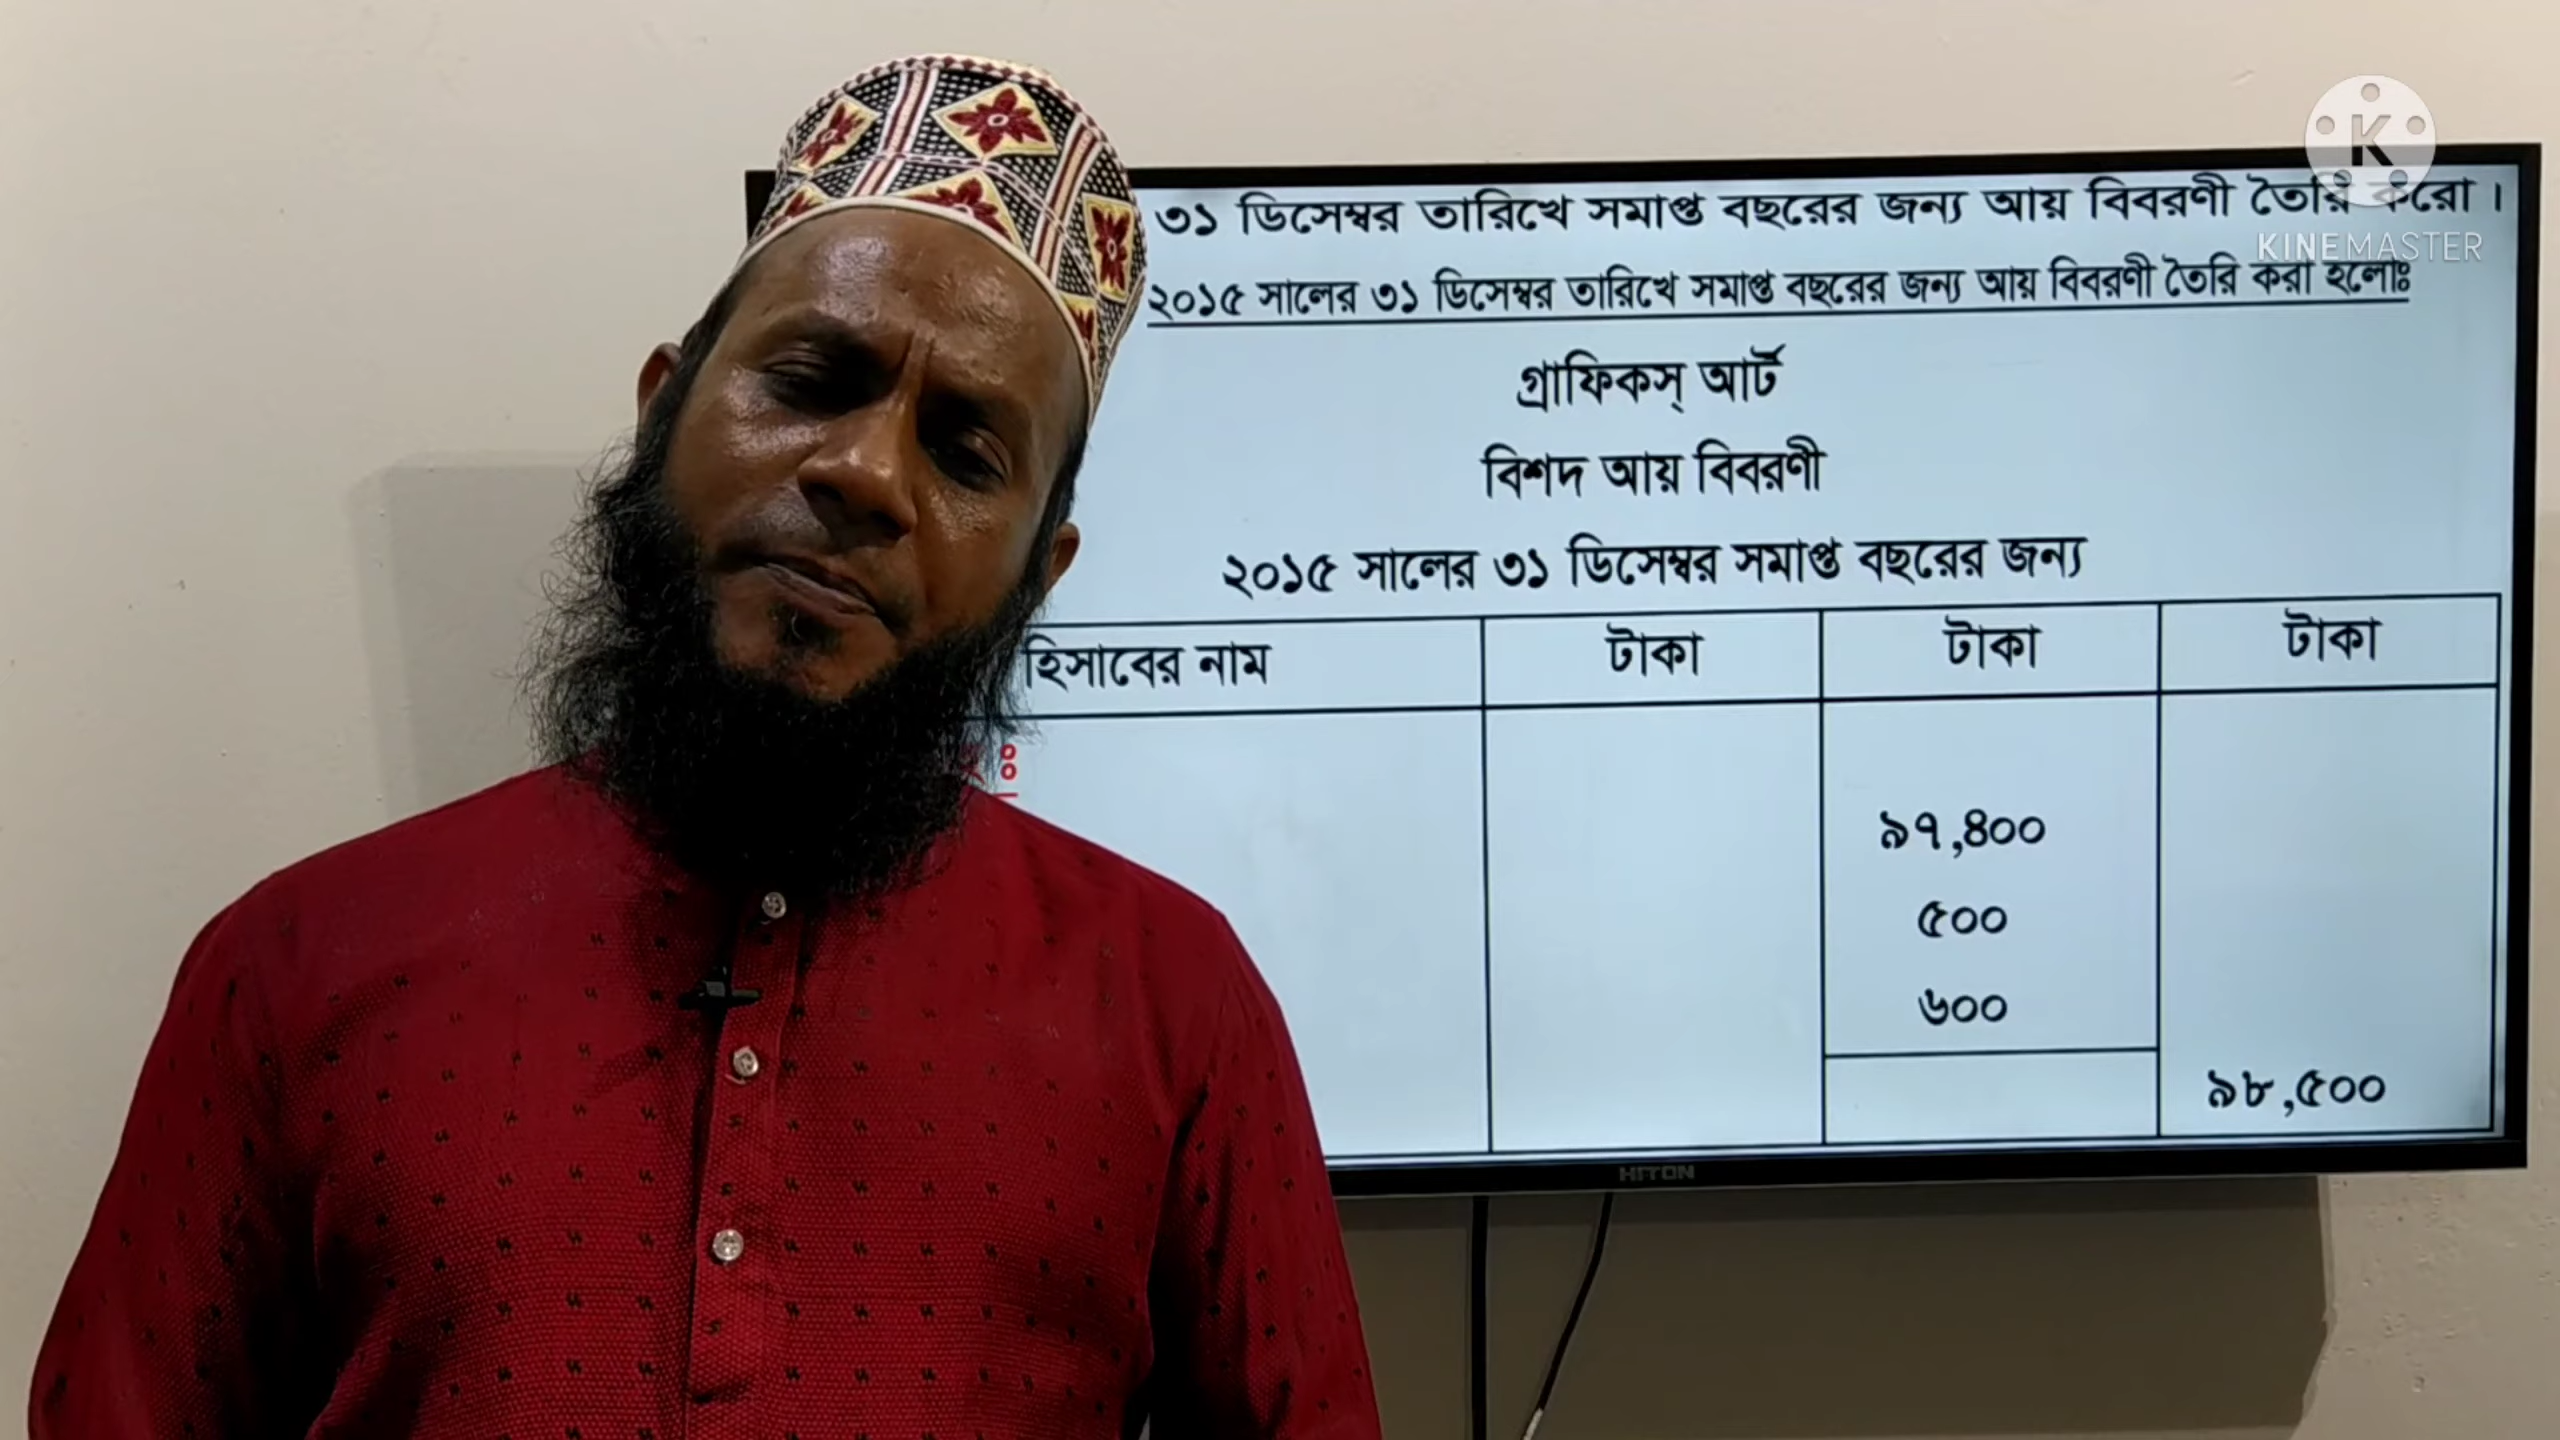 ৩১ ডিসেম্বর তারিখে সমাপ্ত বছরের জন্য আয় বিবরণী তৈরি করো।
২০১৫ সালের ৩১ ডিসেম্বর তারিখে সমাপ্ত বছরের জন্য আয় বিবরণী তৈরি করা হলোঃ
KINEMASTER
গ্রাফিকস্ আর্ট
বিশদ আয় বিবরণী
২০১৫ সালের ৩১ ডিসেম্বর সমাপ্ত বছরের জন্য
হিসাবের নাম টাকা টাকা টাকা
৯৭,৪০০
৫০০
৬০০
৯৮,৫০০
HITON